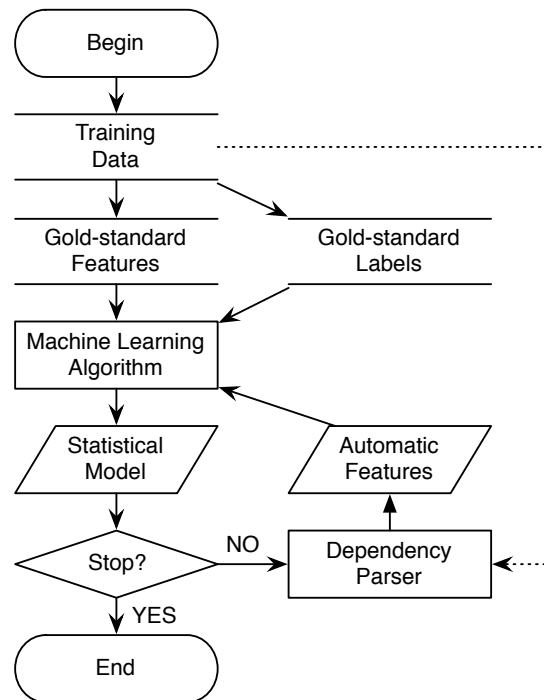 Begin
Training
Data
Gold-standard
Features
Gold-standard
Labels
Machine Learning
Algorithm
Statistical
Model
Automatic
Features
Stop?
NO
Dependency
Parser
YES
End